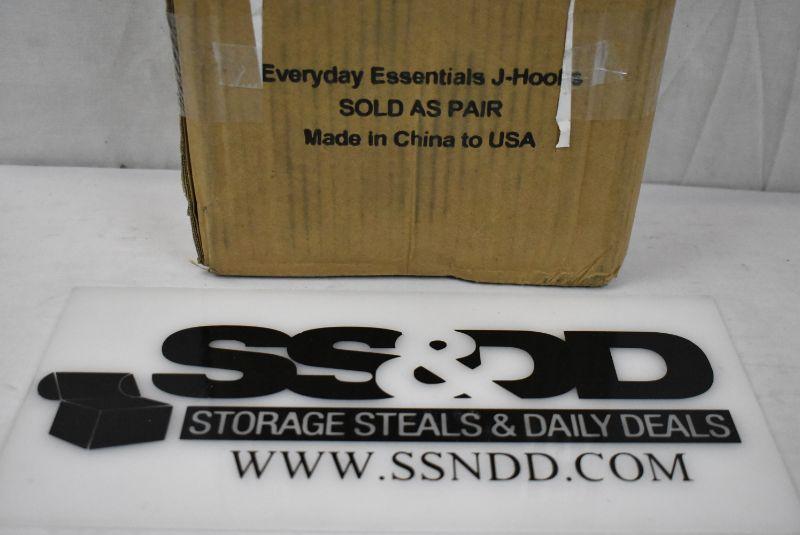 Everyday Essentials J-Hooks
SOLD AS PAIR
Made in China to USA
SS&DD
STORAGE STEALS & DAILY DEALS
WWW.SSNDD.COM